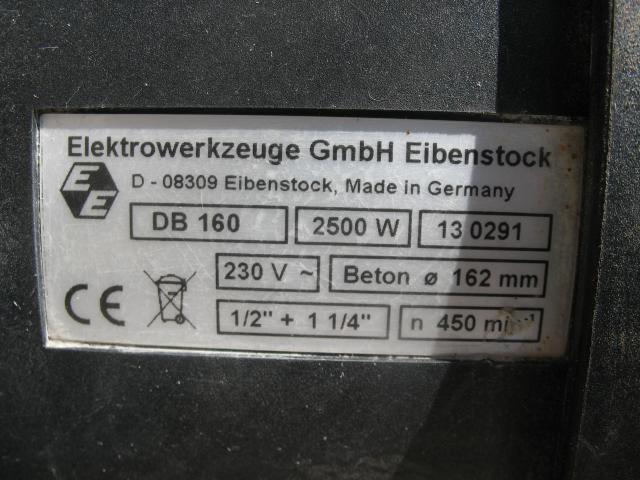 Elektrowerkzeuge GmbH Eibenstock
EE
D - 08309 Eibenstock, Made in Germany
DB 160 2500 W 13 0291
230 V ~ Beton ø 162 mm
CE
1/2" + 1 1/4" n 450